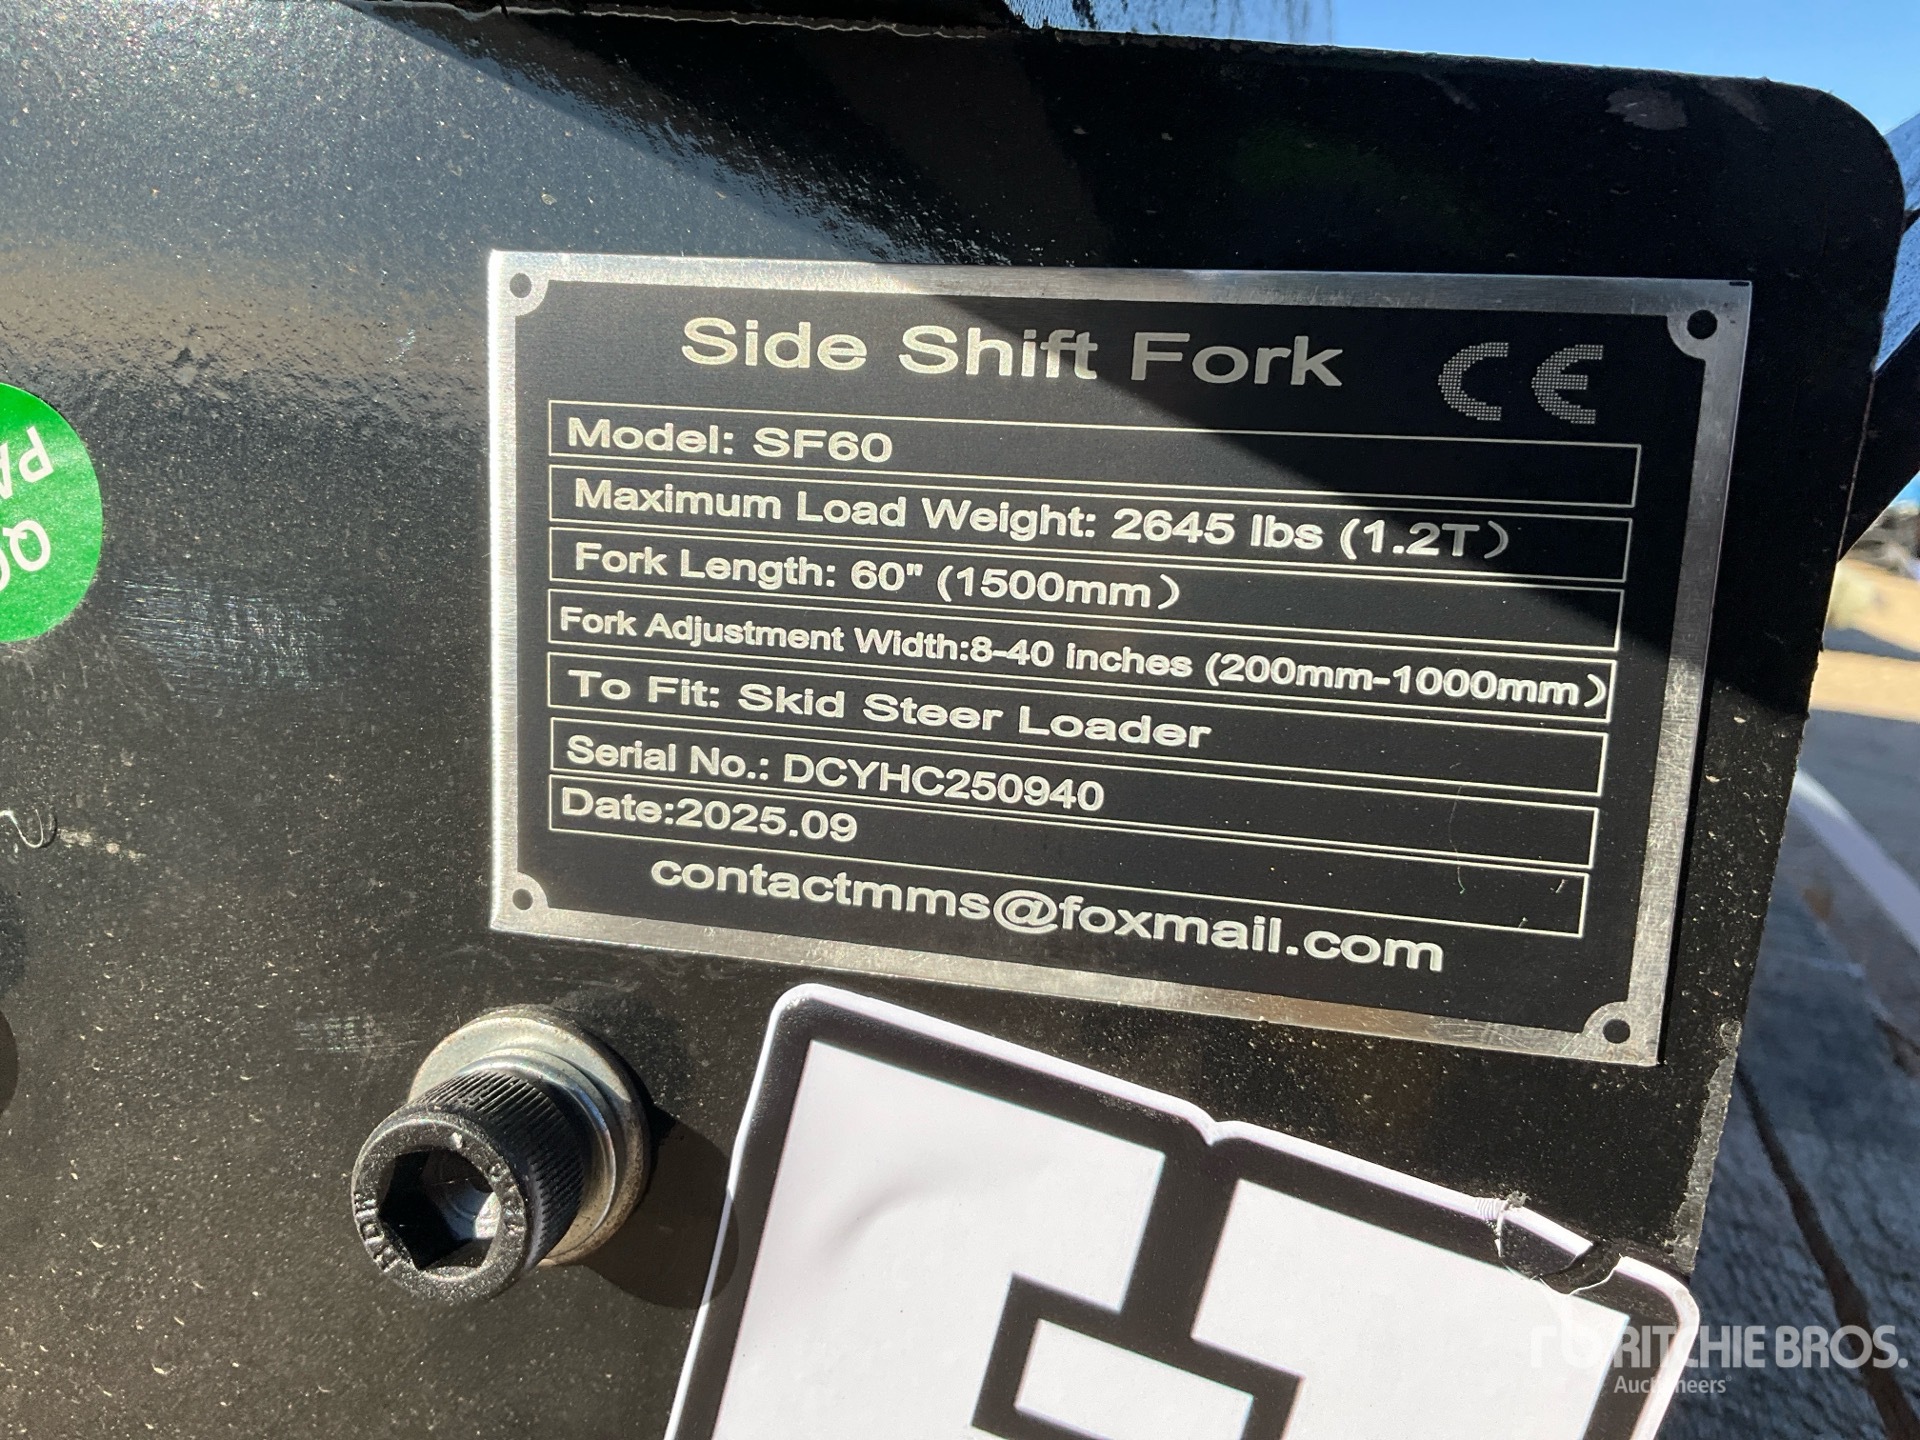 Side Shift Fork CE
Model: SF60
Maximum Load Weight: 2645 lbs (1.2T)
Fork Length: 60" (1500mm)
Fork Adjustment Width:8-40 inches (200mm-1000mm)
To Fit: Skid Steer Loader
Serial No.: DCYHC250940
Date:2025.09
contactmms@foxmail.com
RITCHIE BROS.
Auctioneers